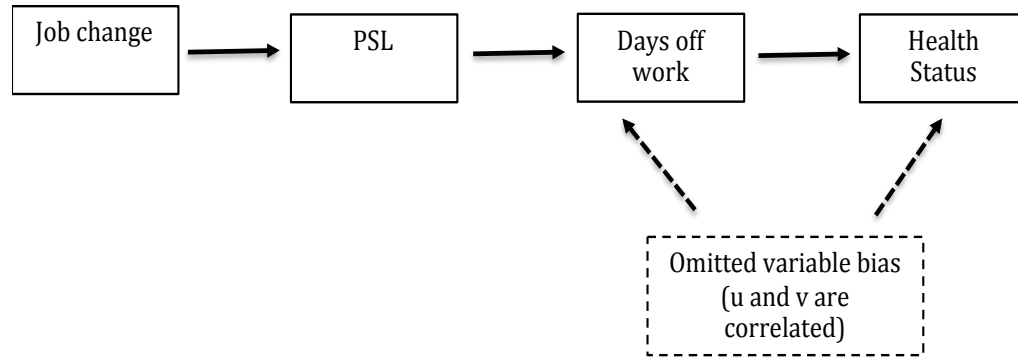 Job change
PSL
Days off
work
Health
Status
Omitted variable bias
(u and v are
correlated)